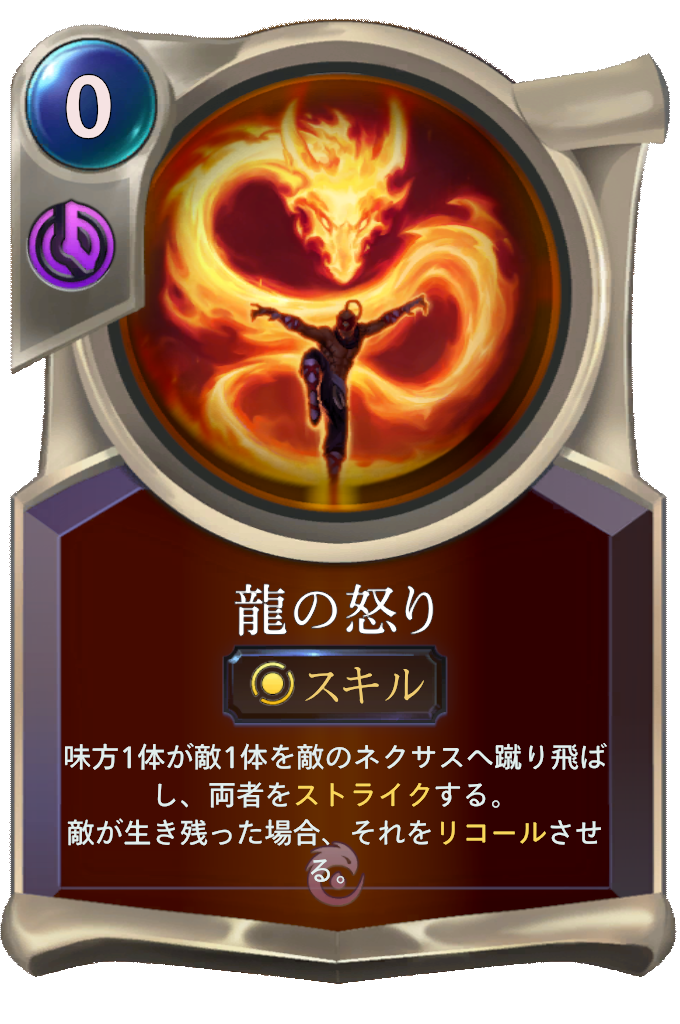 0
龍の怒り
スキル
味方1体が敵1体を敵のネクサスへ蹴り飛ば
し、両者をストライクする。
敵が生き残った場合、それをリコールさせ
る。